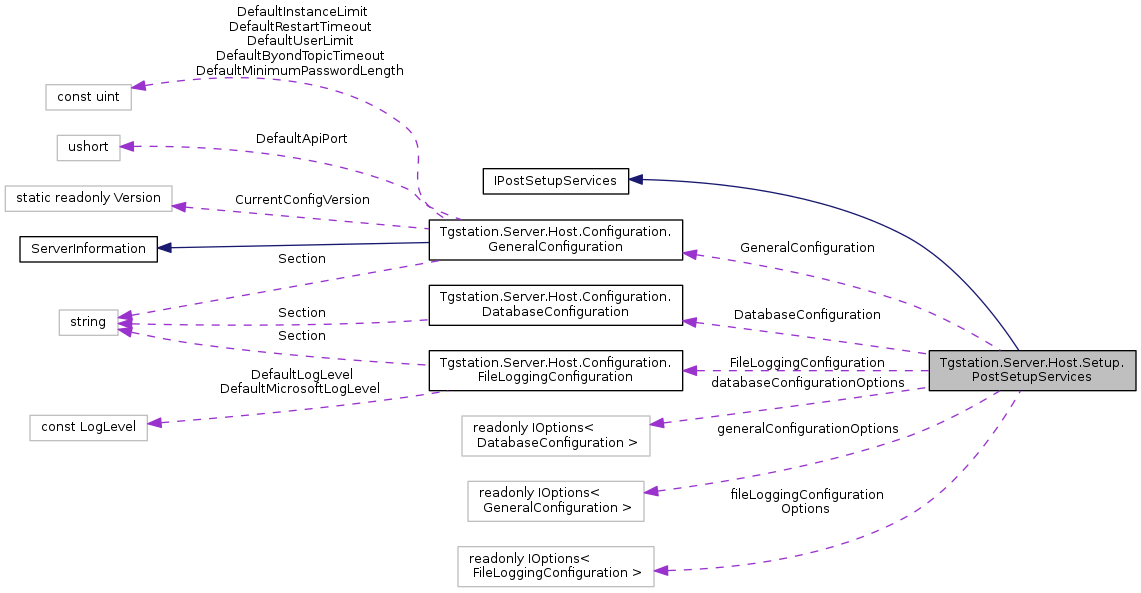 DefaultInstanceLimit
DefaultRestartTimeout
DefaultUserLimit
DefaultByondTopicTimeout
DefaultMinimumPasswordLength
const uint
DefaultApiPort
ushort
IPostSetupServices
static readonly Version
CurrentConfigVersion
Tgstation.Server.Host.Configuration.
GeneralConfiguration
ServerInformation
GeneralConfiguration
Section
Tgstation.Server.Host.Configuration.
DatabaseConfiguration
Section
DatabaseConfiguration
string
Section
Tgstation.Server.Host.Configuration.
FileLoggingConfiguration
FileLoggingConfiguration
Tgstation.Server.Host.Setup.
PostSetupServices
DefaultLogLevel
DefaultMicrosoftLogLevel
databaseConfigurationOptions
const LogLevel
readonly IOptions<
DatabaseConfiguration >
generalConfigurationOptions
readonly IOptions<
GeneralConfiguration >
fileLoggingConfiguration
Options
readonly IOptions<
FileLoggingConfiguration >